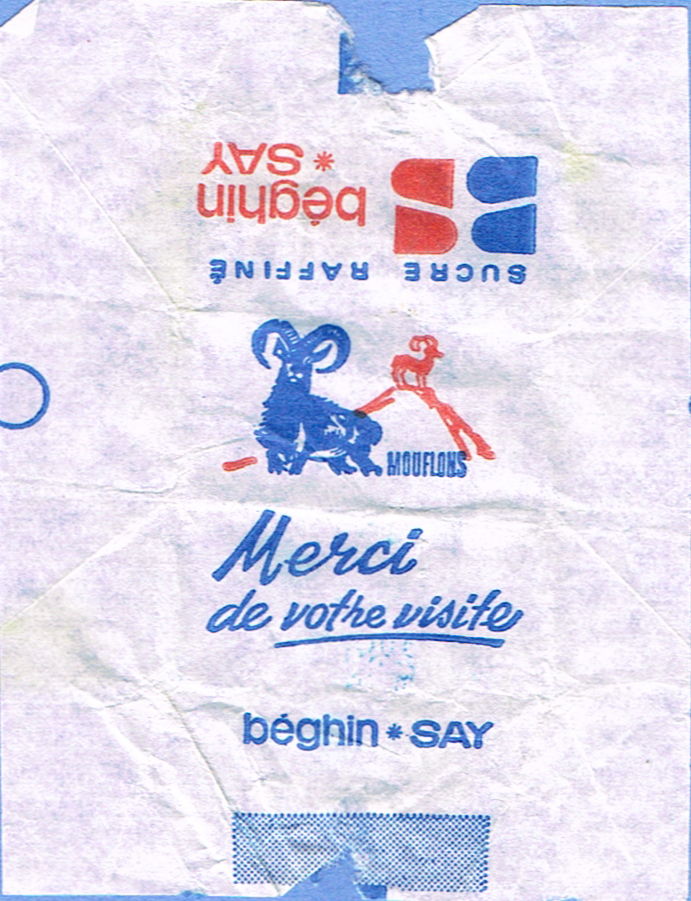 SUCRE RAFFINÉ
béghin
* SAY
MOUFLONS
Merci
de votre visite
béghin * SAY